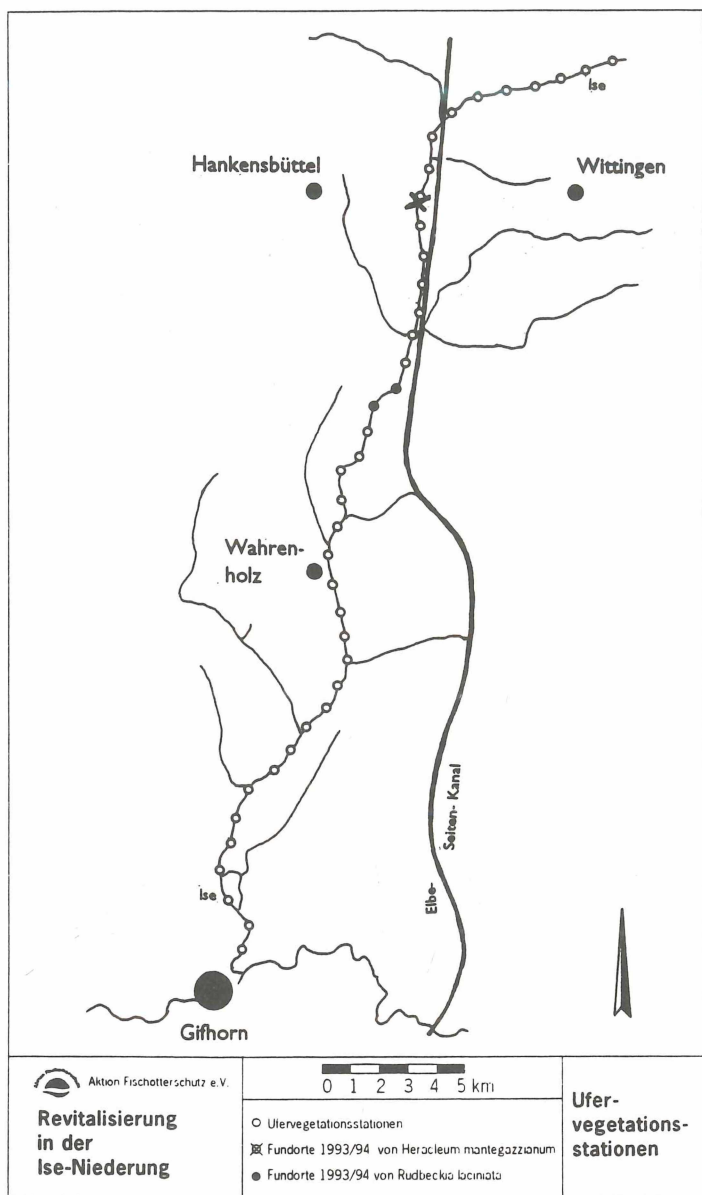 Ise
Hankensbüttel
Wittingen
Wahren-
holz
Elbe-
Seiten-Kanal
Ise
Gifhorn
Aktion Fischotterschutz e.V.
Revitalisierung
in der
Ise-Niederung
0 1 2 3 4 5 km
Ufervegetationsstationen
Fundorte 1993/94 von Heracleum mantegazzianum
Fundorte 1993/94 von Rudbeckia laciniata
Ufer-
vegetations-
stationen